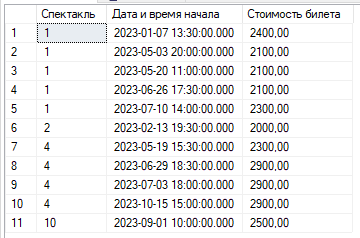 Спектакль Дата и время начала Стоимость билета
1 1 2023-01-07 13:30:00.000 2400,00
2 1 2023-05-03 20:00:00.000 2100,00
3 1 2023-05-20 11:00:00.000 2100,00
4 1 2023-06-26 17:30:00.000 2100,00
5 1 2023-07-10 14:00:00.000 2300,00
6 2 2023-02-13 19:30:00.000 2000,00
7 4 2023-05-19 15:30:00.000 2300,00
8 4 2023-06-29 18:30:00.000 2900,00
9 4 2023-07-03 18:00:00.000 2900,00
10 4 2023-10-15 15:00:00.000 2900,00
11 10 2023-09-01 10:00:00.000 2500,00